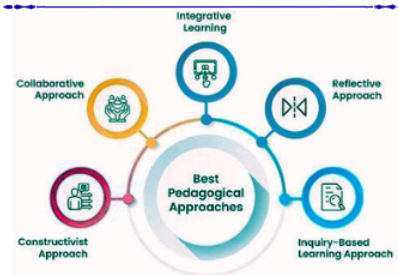 Integrative
Learning
Collaborative
Approach
Reflective
Approach
Best
Pedagogical
Approaches
Constructivist
Approach
Inquiry-Based
Learning Approach